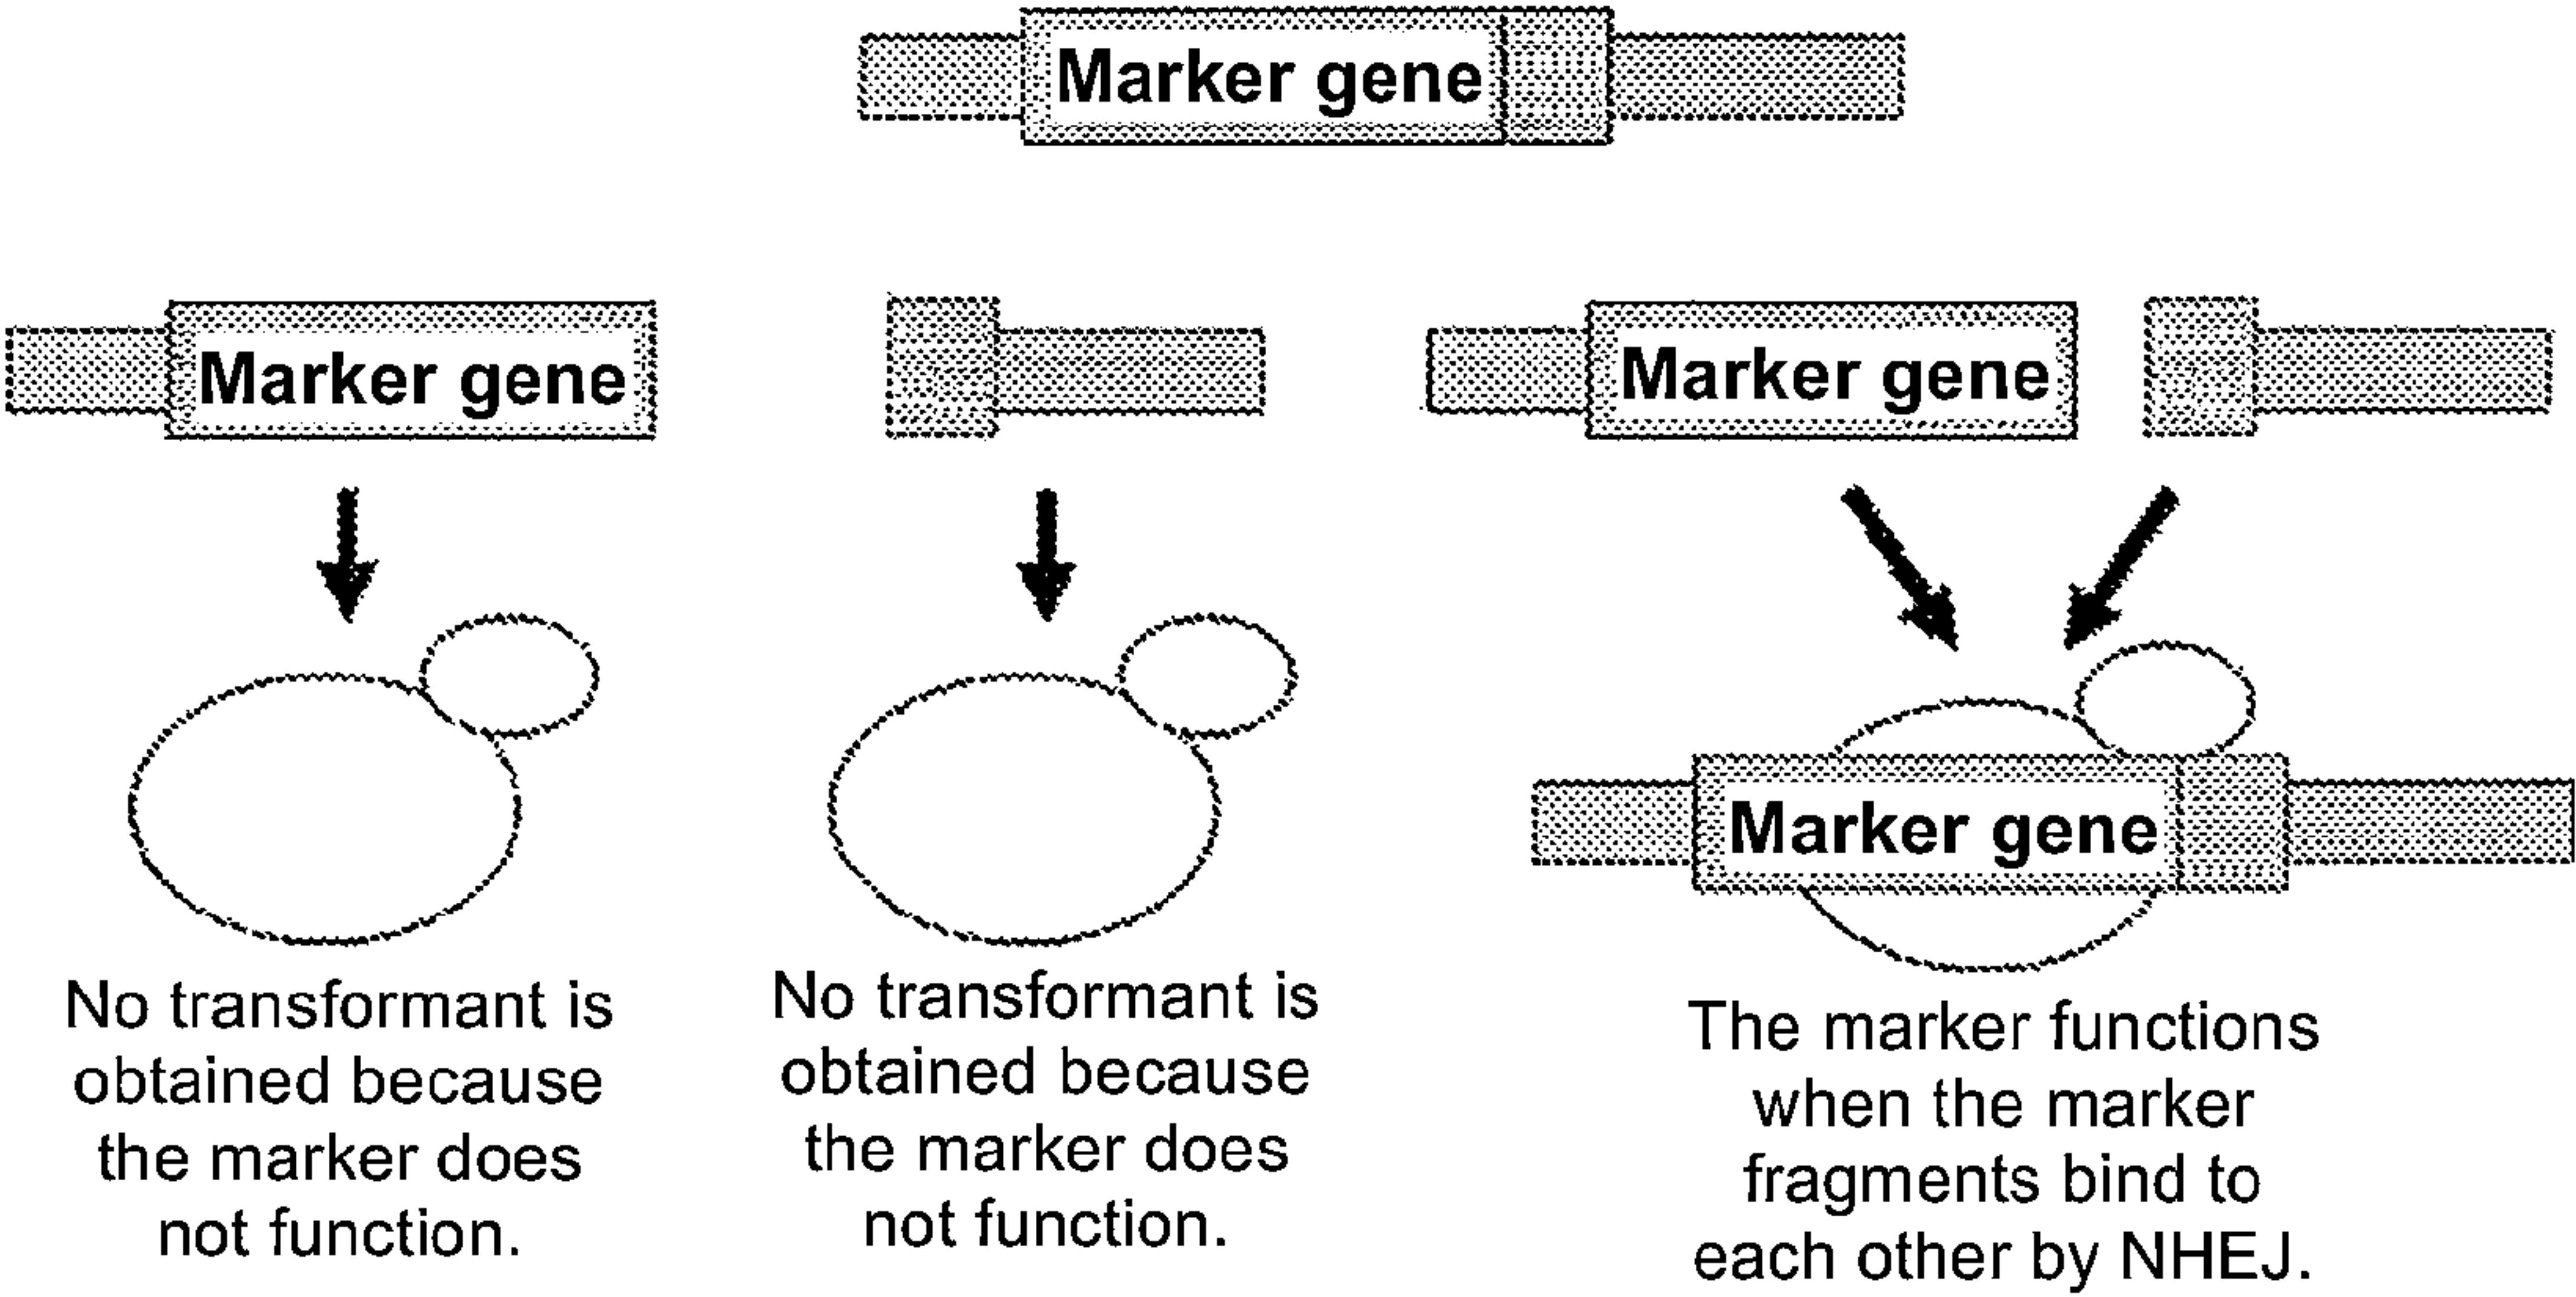 Marker gene
Marker gene
Marker gene
Marker gene
No transformant is
obtained because
the marker does
not function.
No transformant is
obtained because
the marker does
not function.
The marker functions
when the marker
fragments bind to
each other by NHEJ.